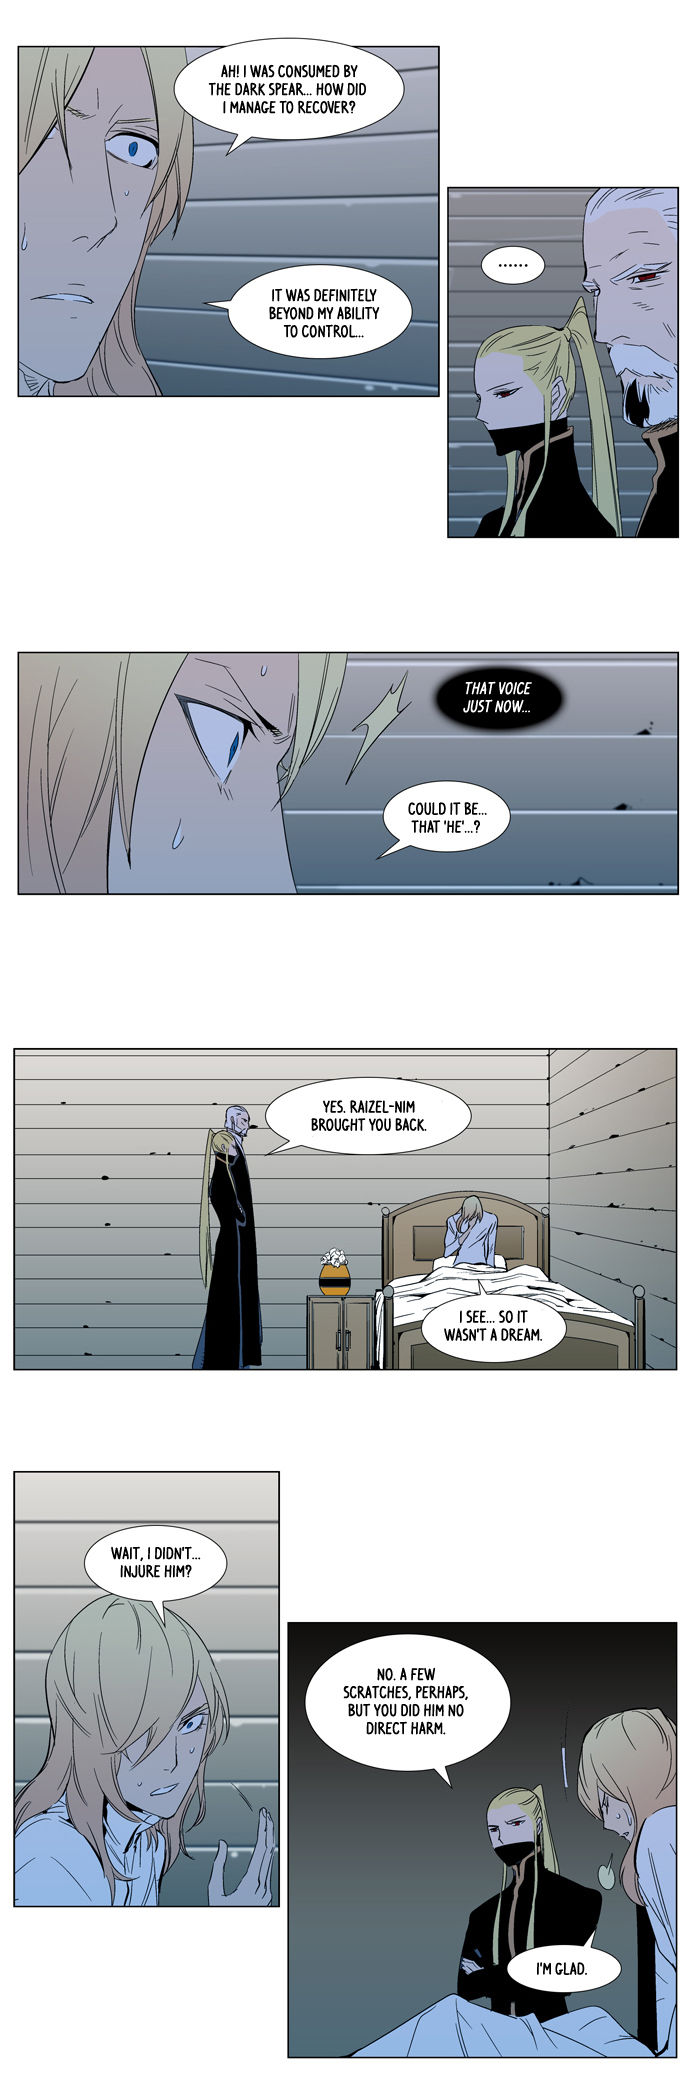 AH! I WAS CONSUMED BY
THE DARK SPEAR... HOW DID
I MANAGE TO RECOVER?
IT WAS DEFINITELY
BEYOND MY ABILITY
TO CONTROL...
......
THAT VOICE
JUST NOW...
COULD IT BE...
THAT 'HE'...?
YES. RAIZEL-NIM
BROUGHT YOU BACK.
I SEE... SO IT
WASN'T A DREAM.
WAIT, I DIDN'T...
INJURE HIM?
NO. A FEW
SCRATCHES, PERHAPS,
BUT YOU DID HIM NO
DIRECT HARM.
I'M GLAD.